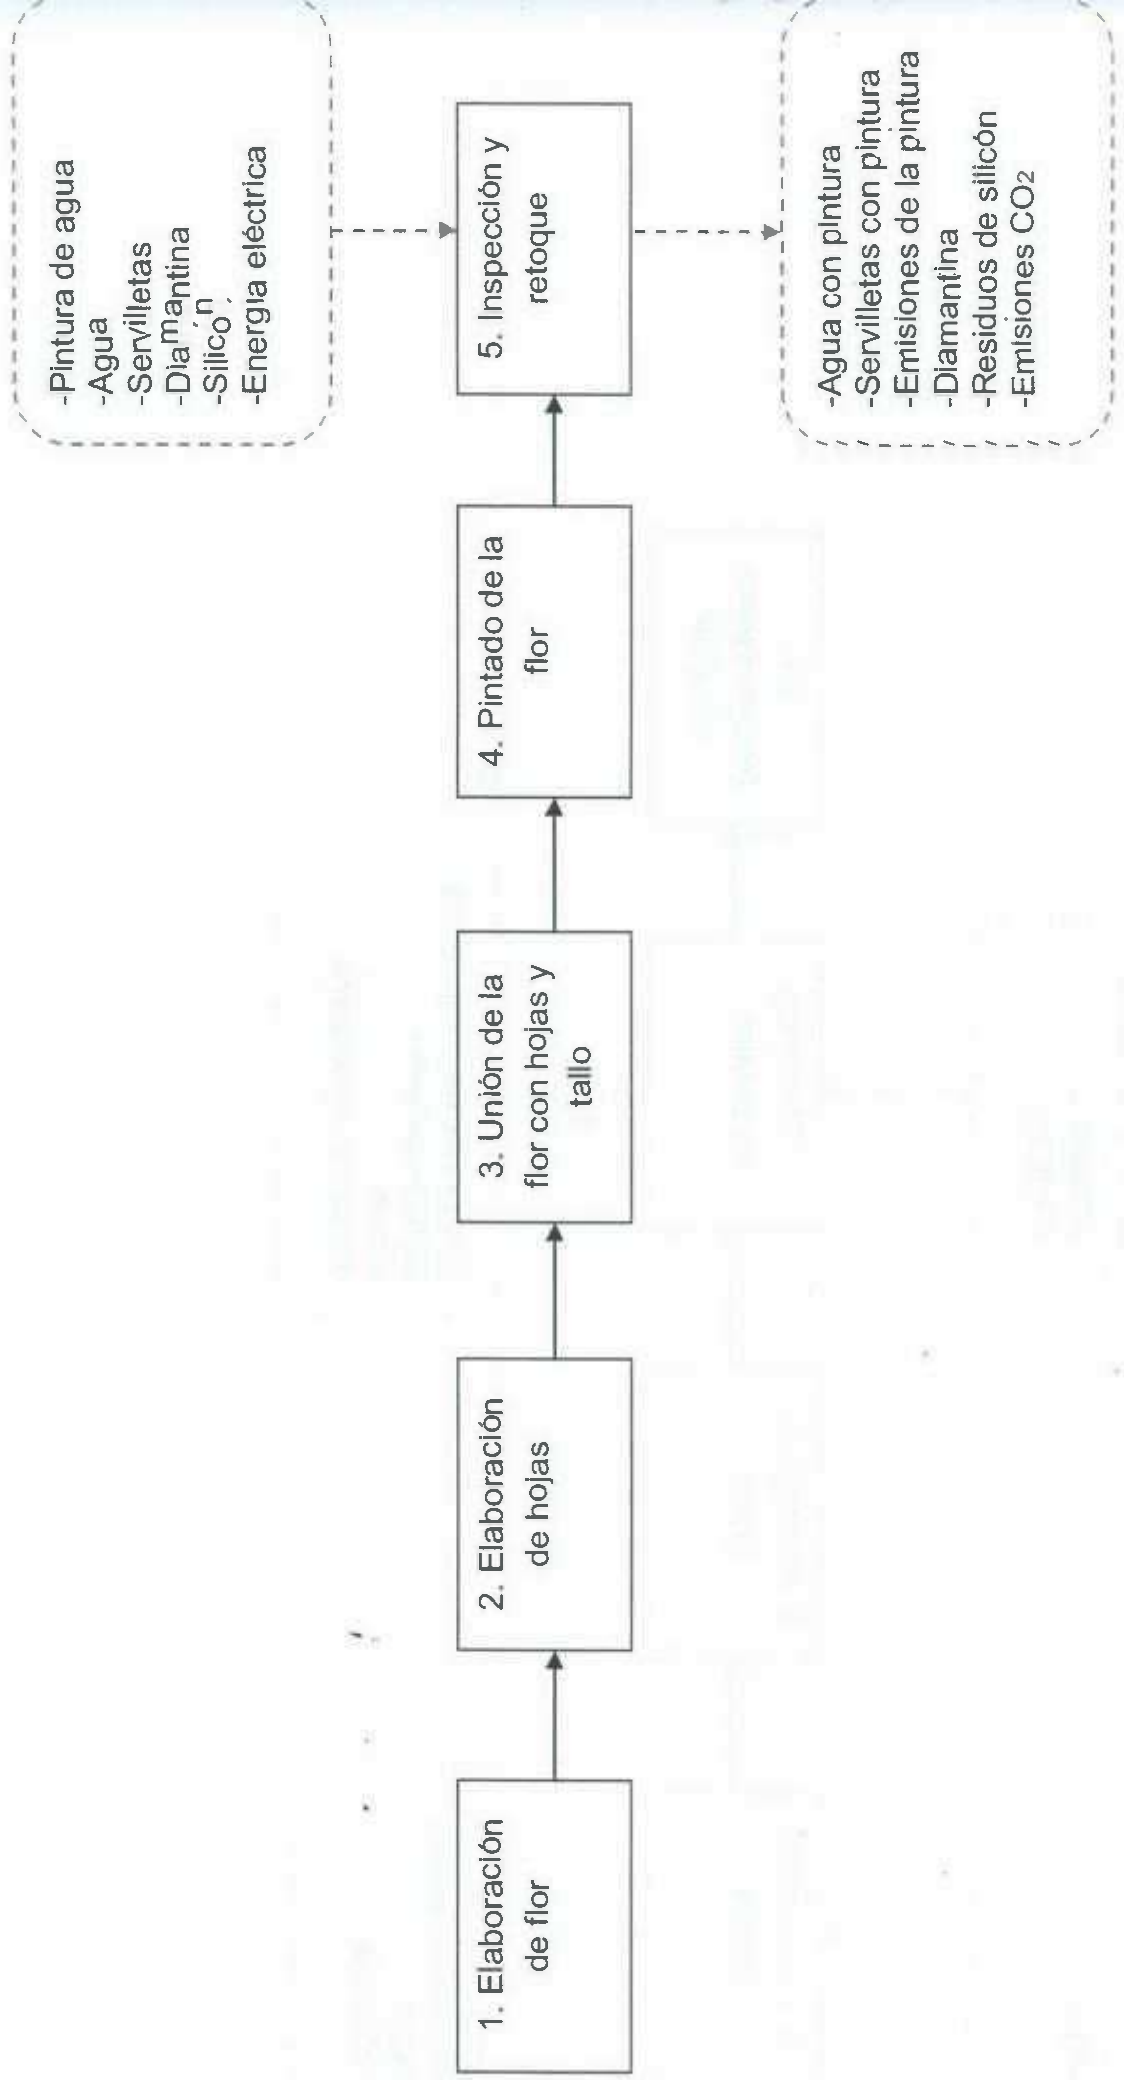 -Pintura de agua
-Agua
-Servilletas
-Diamantina
-Silicón
-Energía eléctrica
1. Elaboración
de flor
2. Elaboración
de hojas
3. Unión de la
flor con hojas y
tallo
4. Pintado de la
flor
5. Inspección y
retoque
-Agua con pintura
-Servilletas con pintura
-Emisiones de la pintura
-Diamantina
-Residuos de silicón
-Emisiones CO2